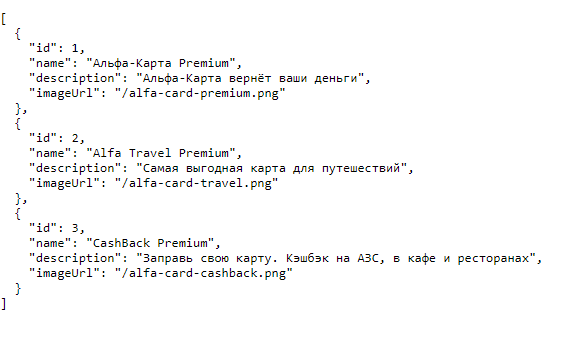 [
  {
    "id": 1,
    "name": "Альфа-Карта Premium",
    "description": "Альфа-Карта вернёт ваши деньги",
    "imageUrl": "/alfa-card-premium.png"
  },
  {
    "id": 2,
    "name": "Alfa Travel Premium",
    "description": "Самая выгодная карта для путешествий",
    "imageUrl": "/alfa-card-travel.png"
  },
  {
    "id": 3,
    "name": "CashBack Premium",
    "description": "Заправь свою карту. Кэшбэк на АЗС, в кафе и ресторанах",
    "imageUrl": "/alfa-card-cashback.png"
  }
]